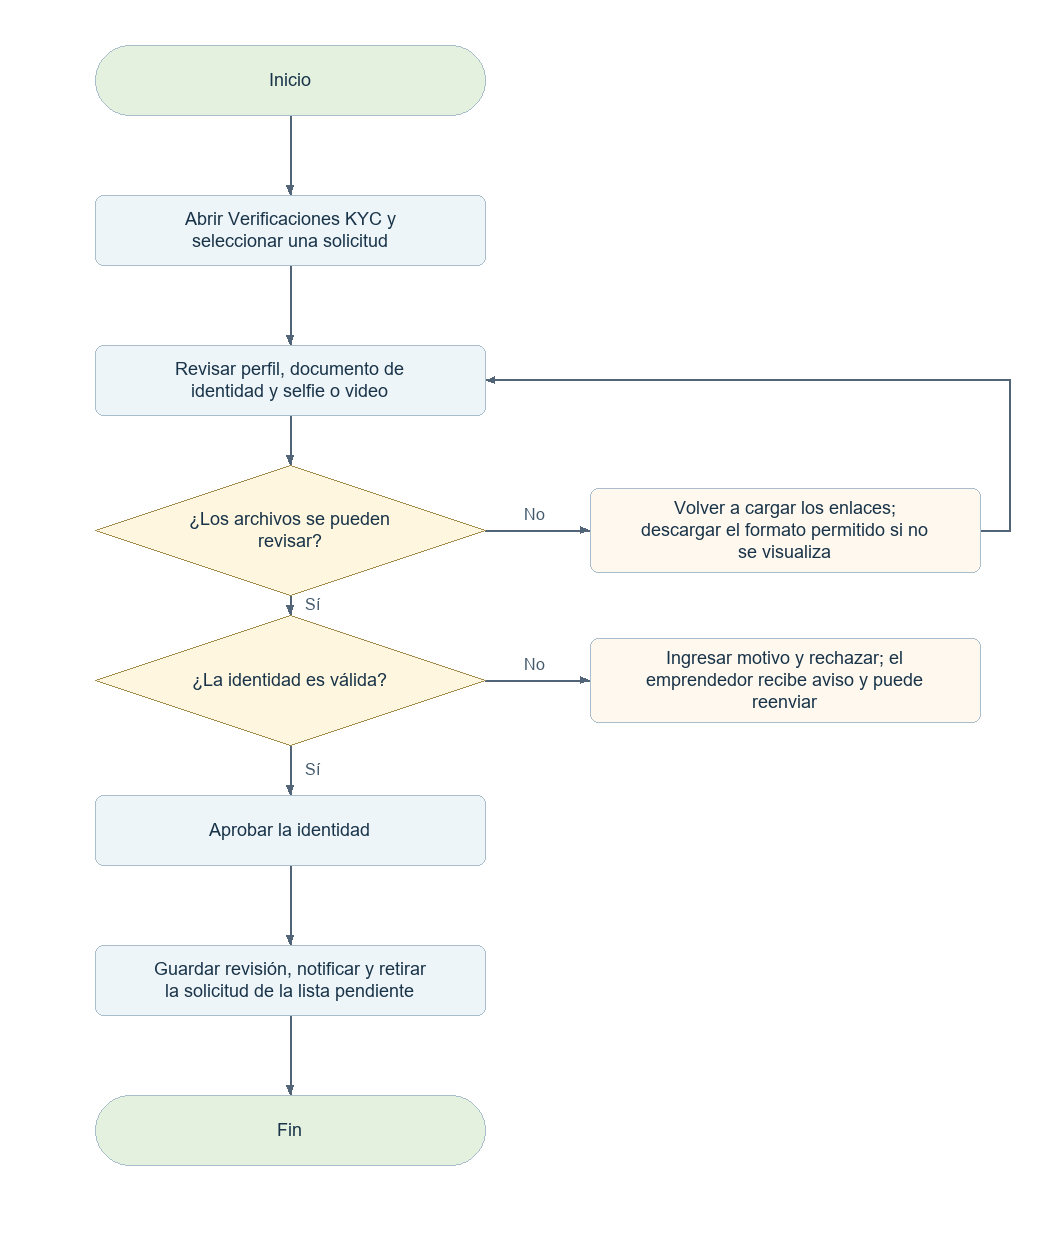 Inicio
Abrir Verificaciones KYC y
seleccionar una solicitud
Revisar perfil, documento de
identidad y selfie o video
¿Los archivos se pueden
revisar?
No
Volver a cargar los enlaces;
descargar el formato permitido si no
se visualiza
Sí
¿La identidad es válida?
No
Ingresar motivo y rechazar; el
emprendedor recibe aviso y puede
reenviar
Sí
Aprobar la identidad
Guardar revisión, notificar y retirar
la solicitud de la lista pendiente
Fin